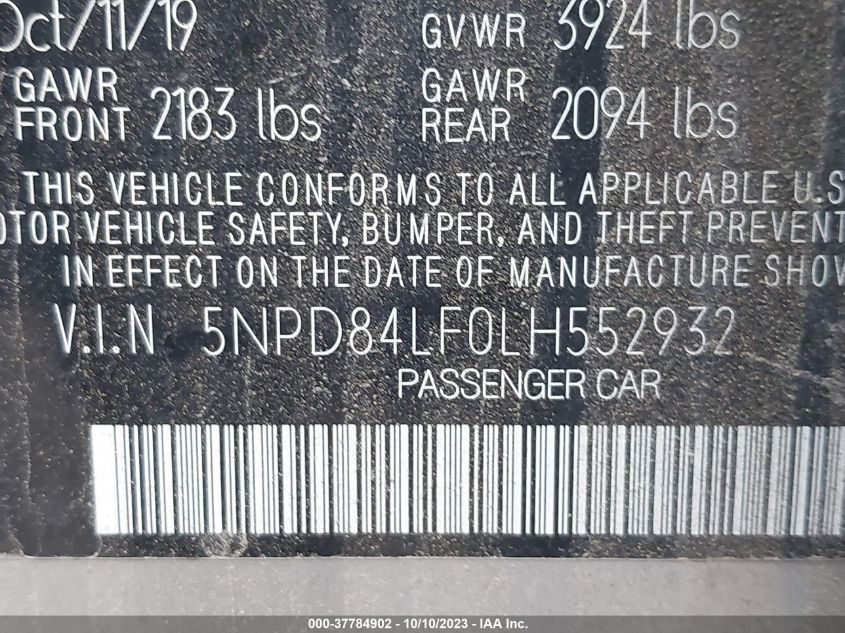 Oct/11/19 GVWR 3924 lbs
GAWR FRONT 2183 lbs GAWR REAR 2094 lbs
THIS VEHICLE CONFORMS TO ALL APPLICABLE U.S
OTOR VEHICLE SAFETY, BUMPER, AND THEFT PREVENT
IN EFFECT ON THE DATE OF MANUFACTURE SHOV
V.I.N 5NPD84LF0LH552932
PASSENGER CAR
000-37784902 - 10/10/2023 - IAA Inc.